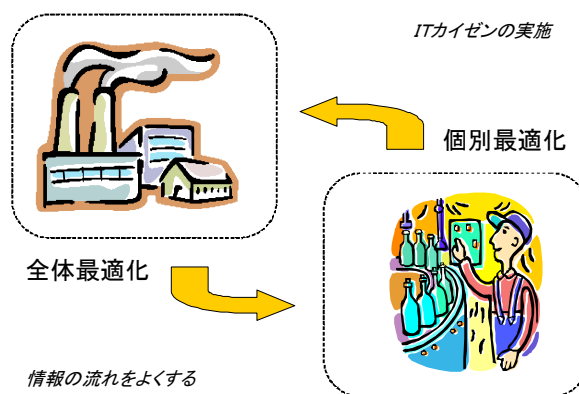 ITカイゼンの実施
個別最適化
全体最適化
情報の流れをよくする